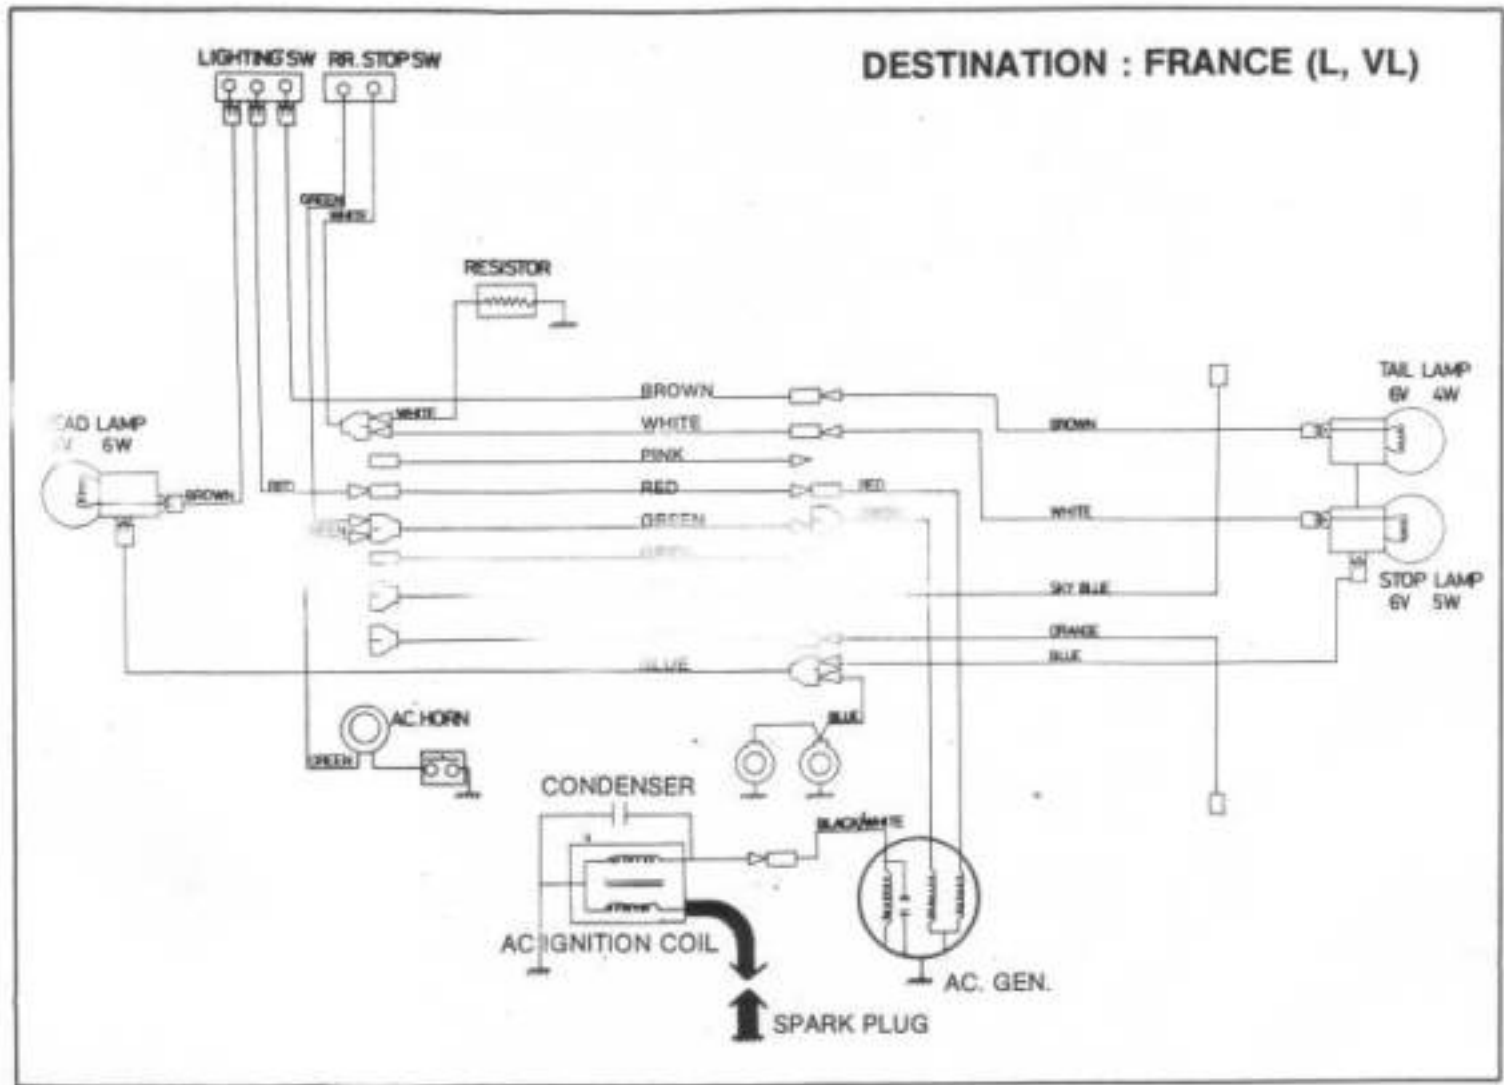 DESTINATION : FRANCE (L, VL)
LIGHTING SW
RR. STOP SW
GREEN
WHITE
RESISTOR
BROWN
WHITE
WHITE
PINK
RED
GREEN
BLUE
LAMP
6W
BROWN
RED
RED
BROWN
WHITE
SKY BLUE
ORANGE
BLUE
TAIL LAMP
6V 4W
STOP LAMP
6V 5W
AC. HORN
GREEN
BLUE
CONDENSER
BLACK/WHITE
AC IGNITION COIL
AC. GEN.
SPARK PLUG